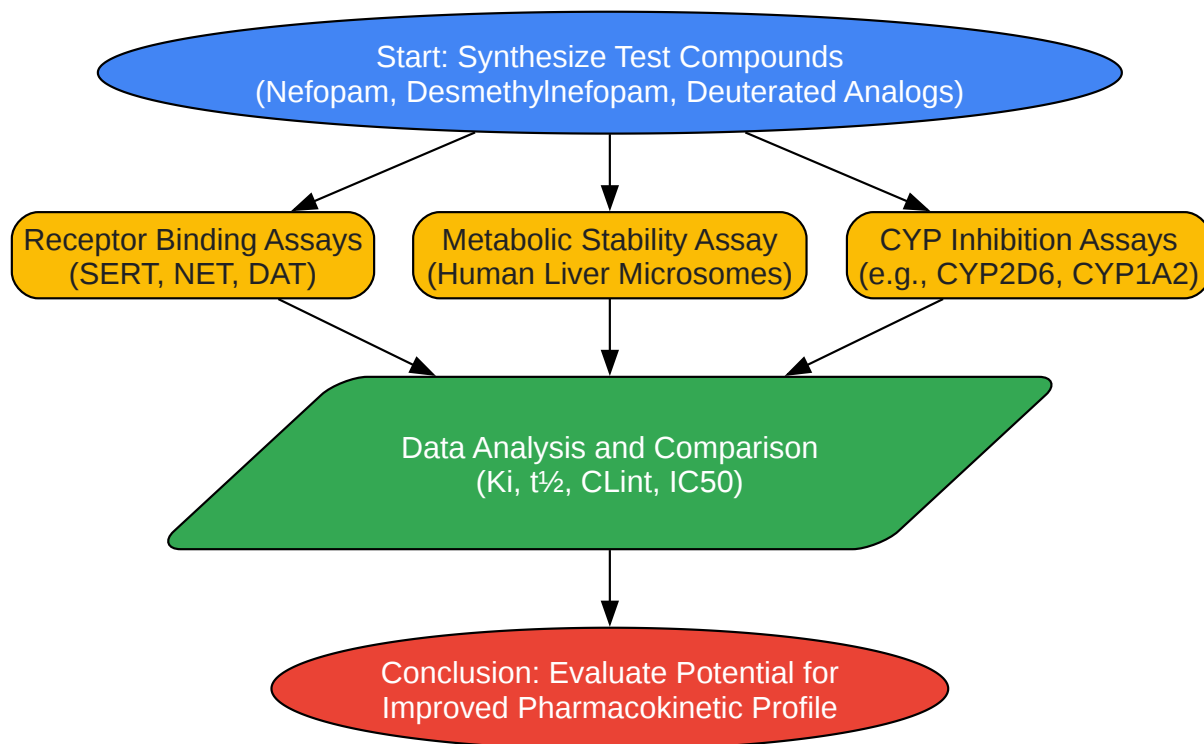 Start: Synthesize Test Compounds
(Nefopam, Desmethylnefopam, Deuterated Analogs)
Receptor Binding Assays
(SERT, NET, DAT)
Metabolic Stability Assay
(Human Liver Microsomes)
CYP Inhibition Assays
(e.g., CYP2D6, CYP1A2)
Data Analysis and Comparison
(Ki, t½, CLint, IC50)
Conclusion: Evaluate Potential for
Improved Pharmacokinetic Profile